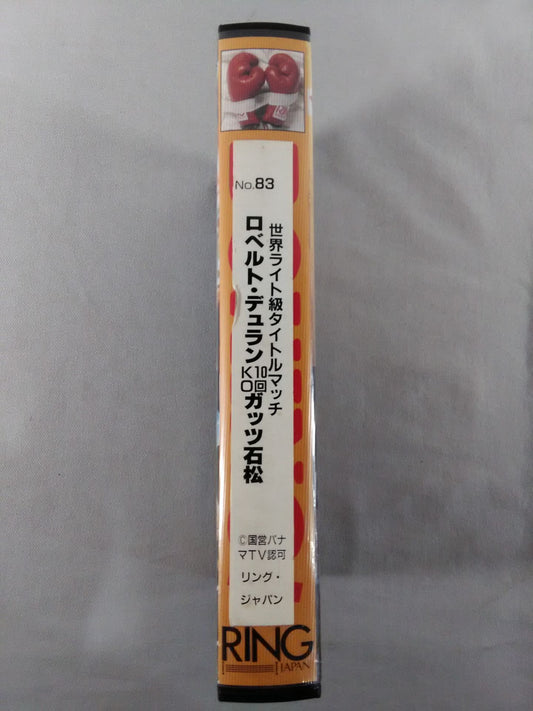 No.83
世界ライト級タイトルマッチ
ロベルト・デュラン10回KOガッツ石松
©国営パナ
マTV認可
リング・
ジャパン
RING
JAPAN